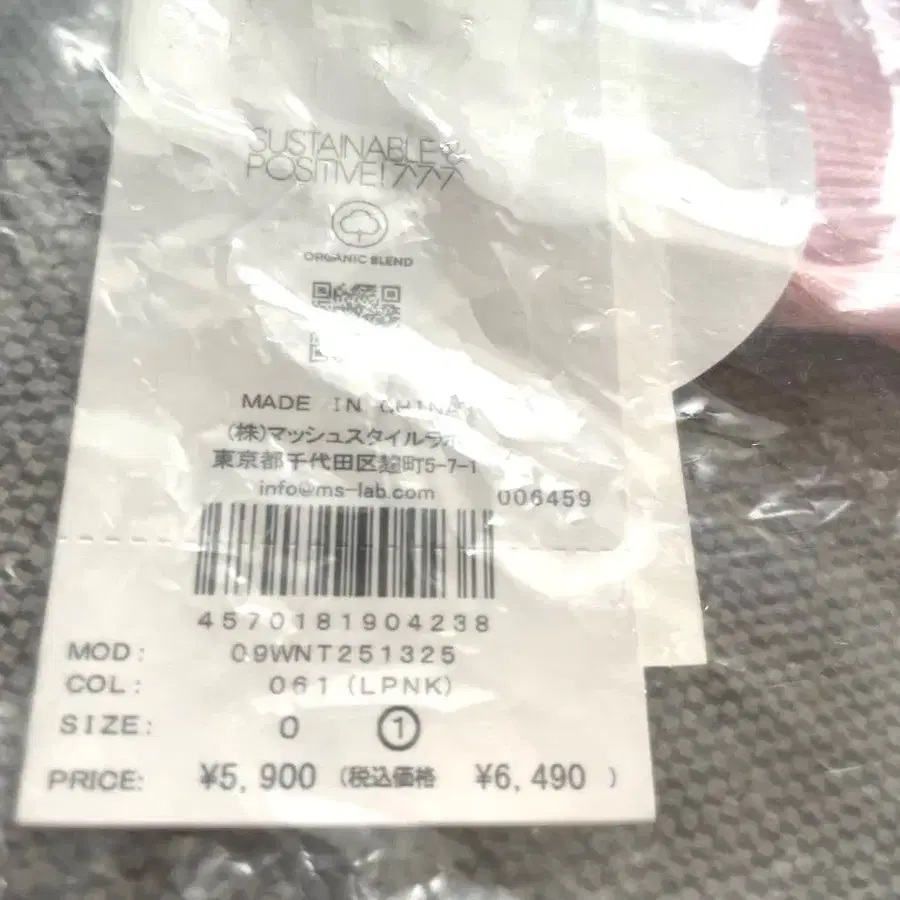 SUSTAINABLE &
POSITIVE! 777
ORGANIC BLEND
MADE IN CHINA
(株)マッシュスタイルラボ
東京都千代田区麹町5-7-1
info@ms-lab.com
006459
4570181904238
MOD: 09WNT251325
COL: 061(LPNK)
SIZE: 0 ①
PRICE: ¥5,900 (税込価格 ¥6,490 )